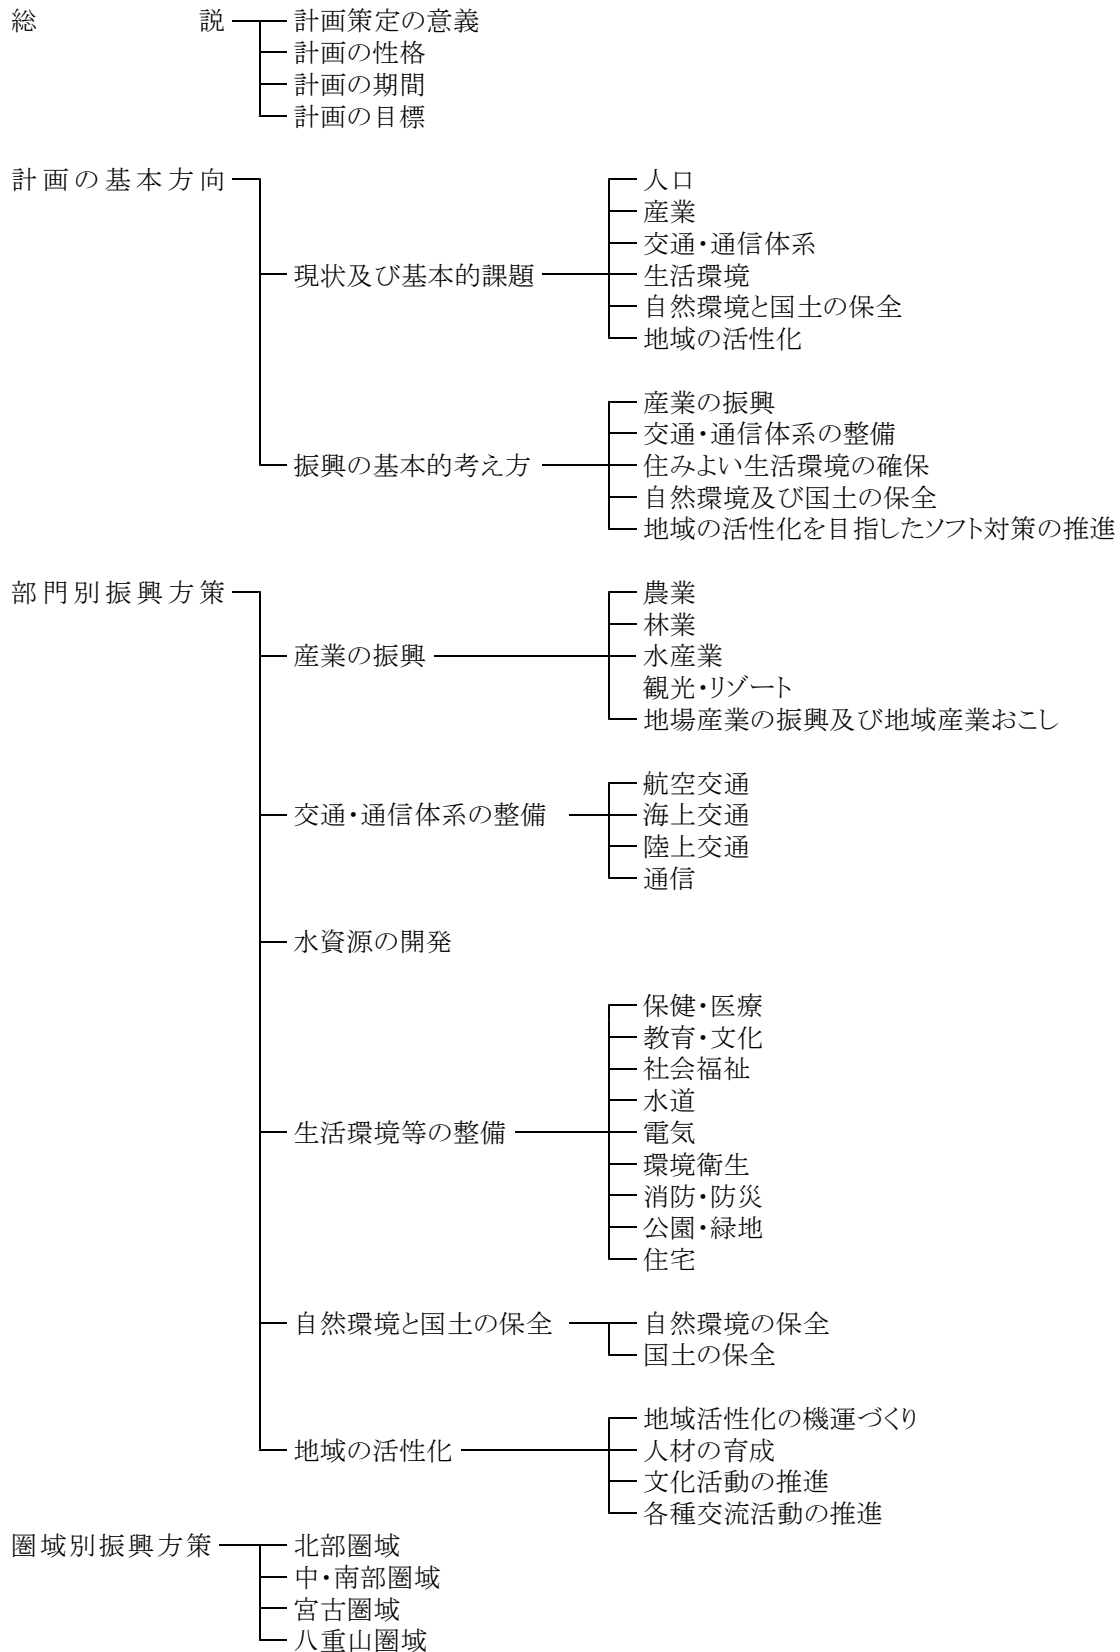 総説 計画策定の意義
計画の性格
計画の期間
計画の目標
計画の基本方向 人口
産業
交通・通信体系
現状及び基本的課題 生活環境
自然環境と国土の保全
地域の活性化
産業の振興
交通・通信体系の整備
振興の基本的考え方 住みよい生活環境の確保
自然環境及び国土の保全
地域の活性化を目指したソフト対策の推進
部門別振興方策 農業
林業
産業の振興 水産業
観光・リゾート
地場産業の振興及び地域産業おこし
航空交通
交通・通信体系の整備 海上交通
陸上交通
通信
水資源の開発
保健・医療
教育・文化
社会福祉
水道
生活環境等の整備 電気
環境衛生
消防・防災
公園・緑地
住宅
自然環境と国土の保全 自然環境の保全
国土の保全
地域活性化の機運づくり
地域の活性化 人材の育成
文化活動の推進
各種交流活動の推進
圏域別振興方策 北部圏域
中・南部圏域
宮古圏域
八重山圏域